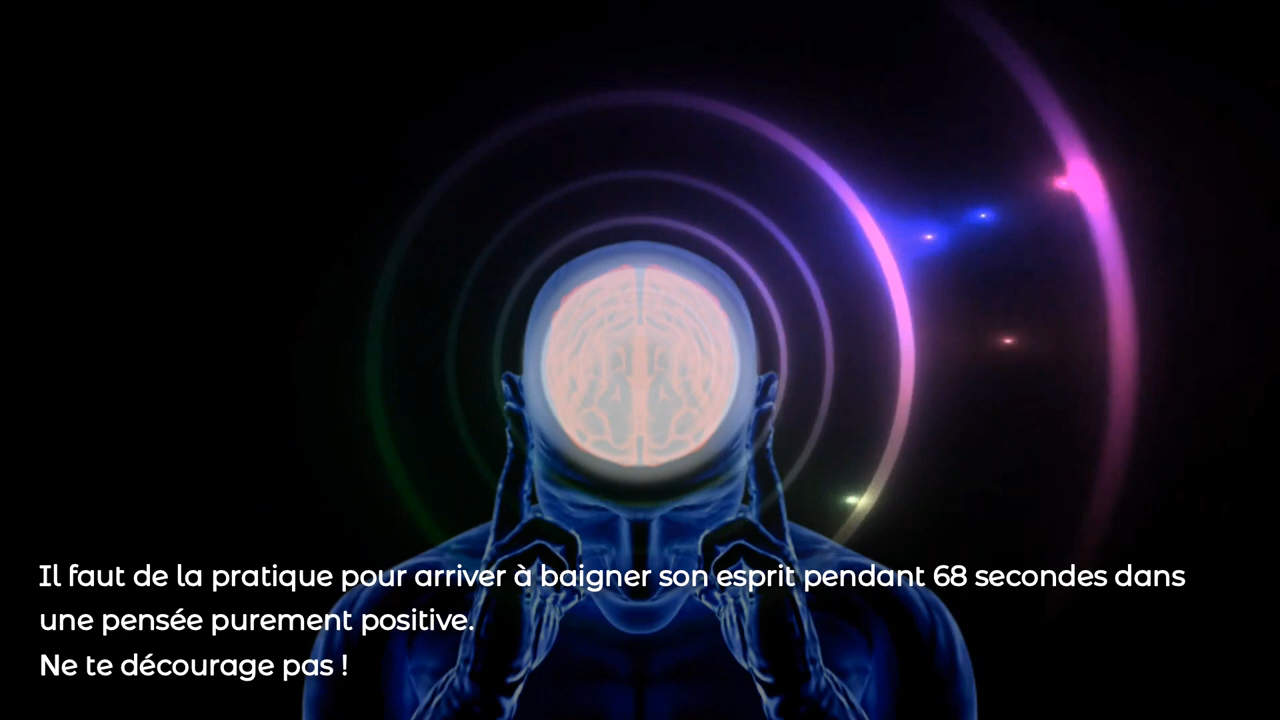 Il faut de la pratique pour arriver à baigner son esprit pendant 68 secondes dans
une pensée purement positive.
Ne te décourage pas !